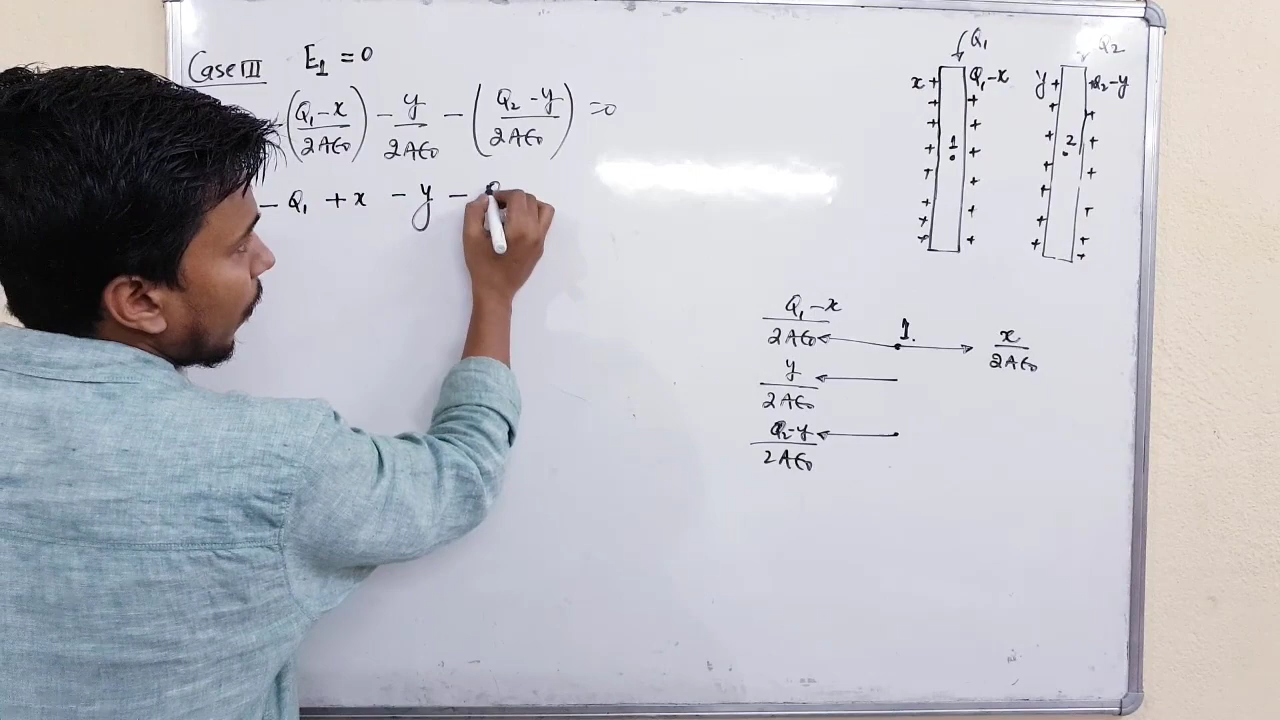 Case III E₁ = 0
-(Q₁-x/2Aϵ₀) - y/2Aϵ₀ - (Q₂-y/2Aϵ₀) = 0
- Q₁ + x - y -
Q₁
Q₂
x + Q₁-x
y + +Q₂-y
1
2
Q₁-x/2Aϵ₀
1.
x/2Aϵ₀
y/2Aϵ₀
Q₂-y/2Aϵ₀